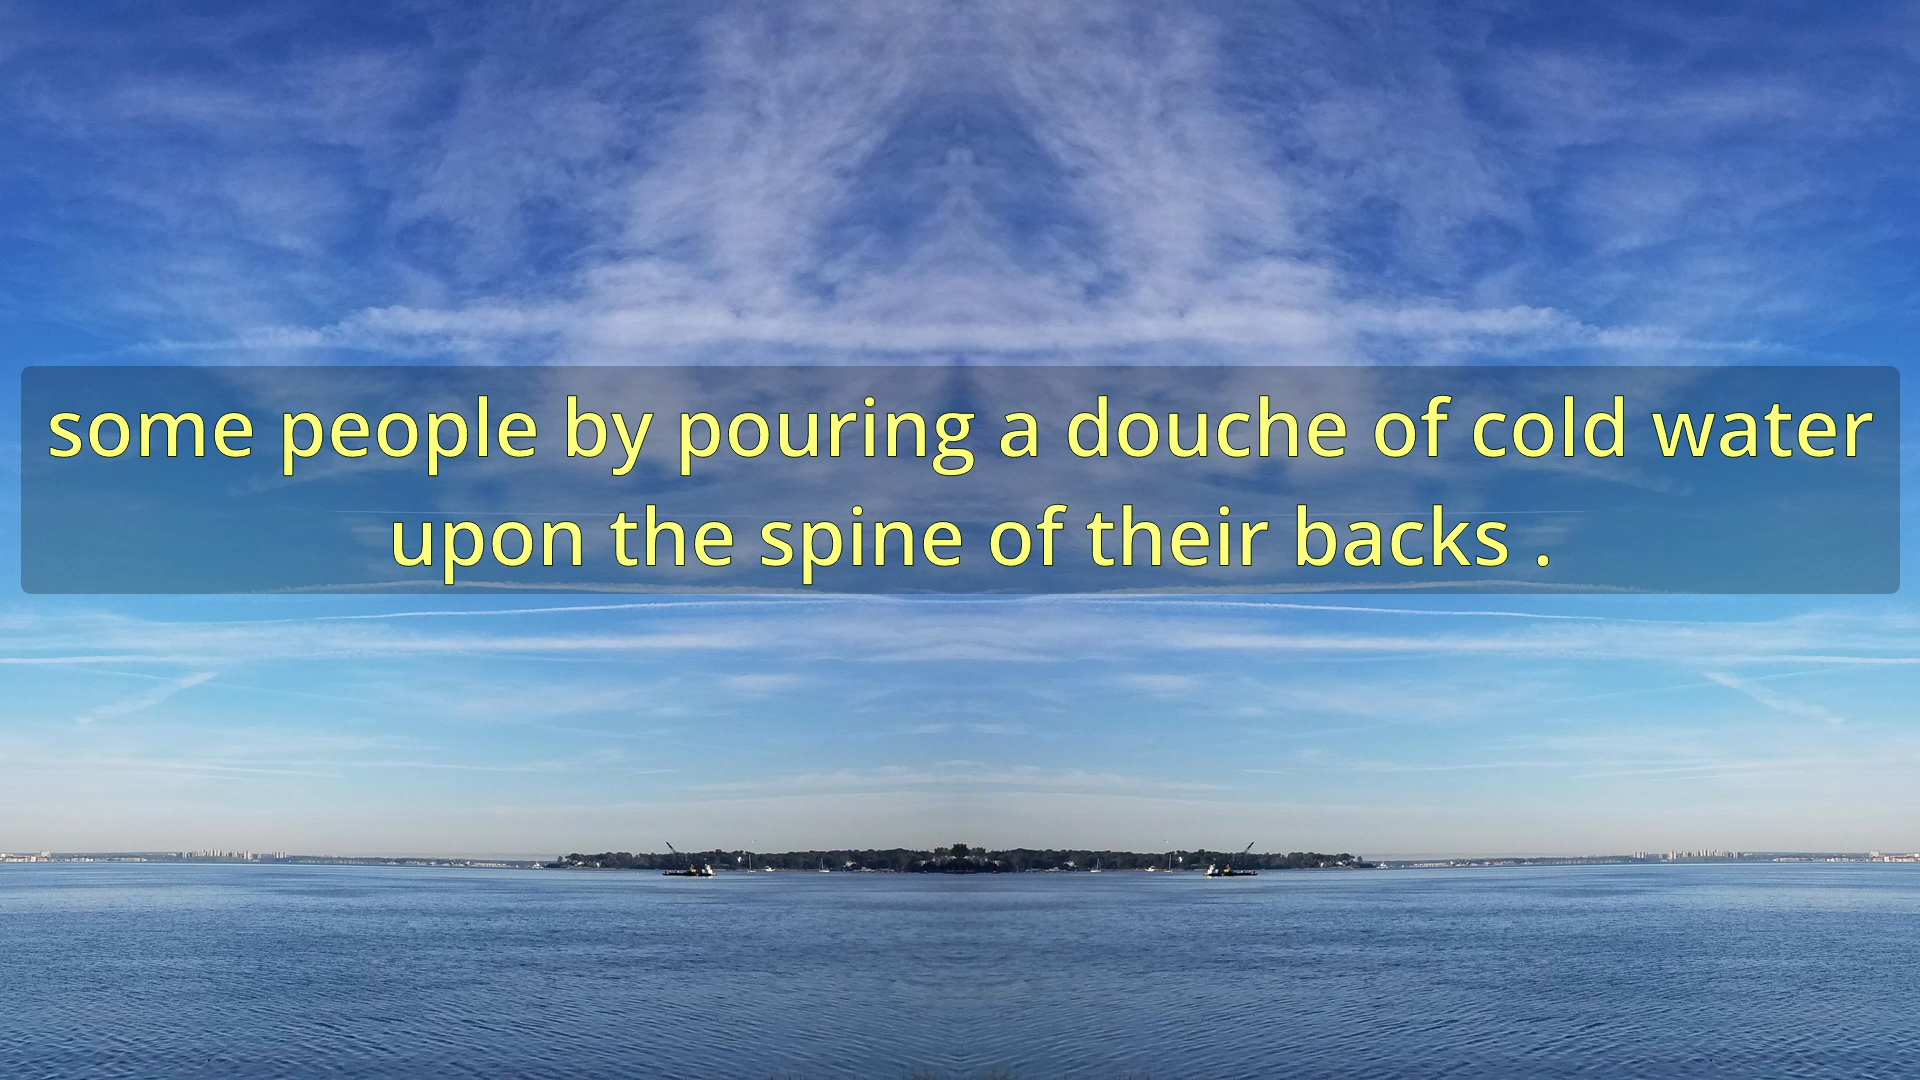 some people by pouring a douche of cold water
upon the spine of their backs .